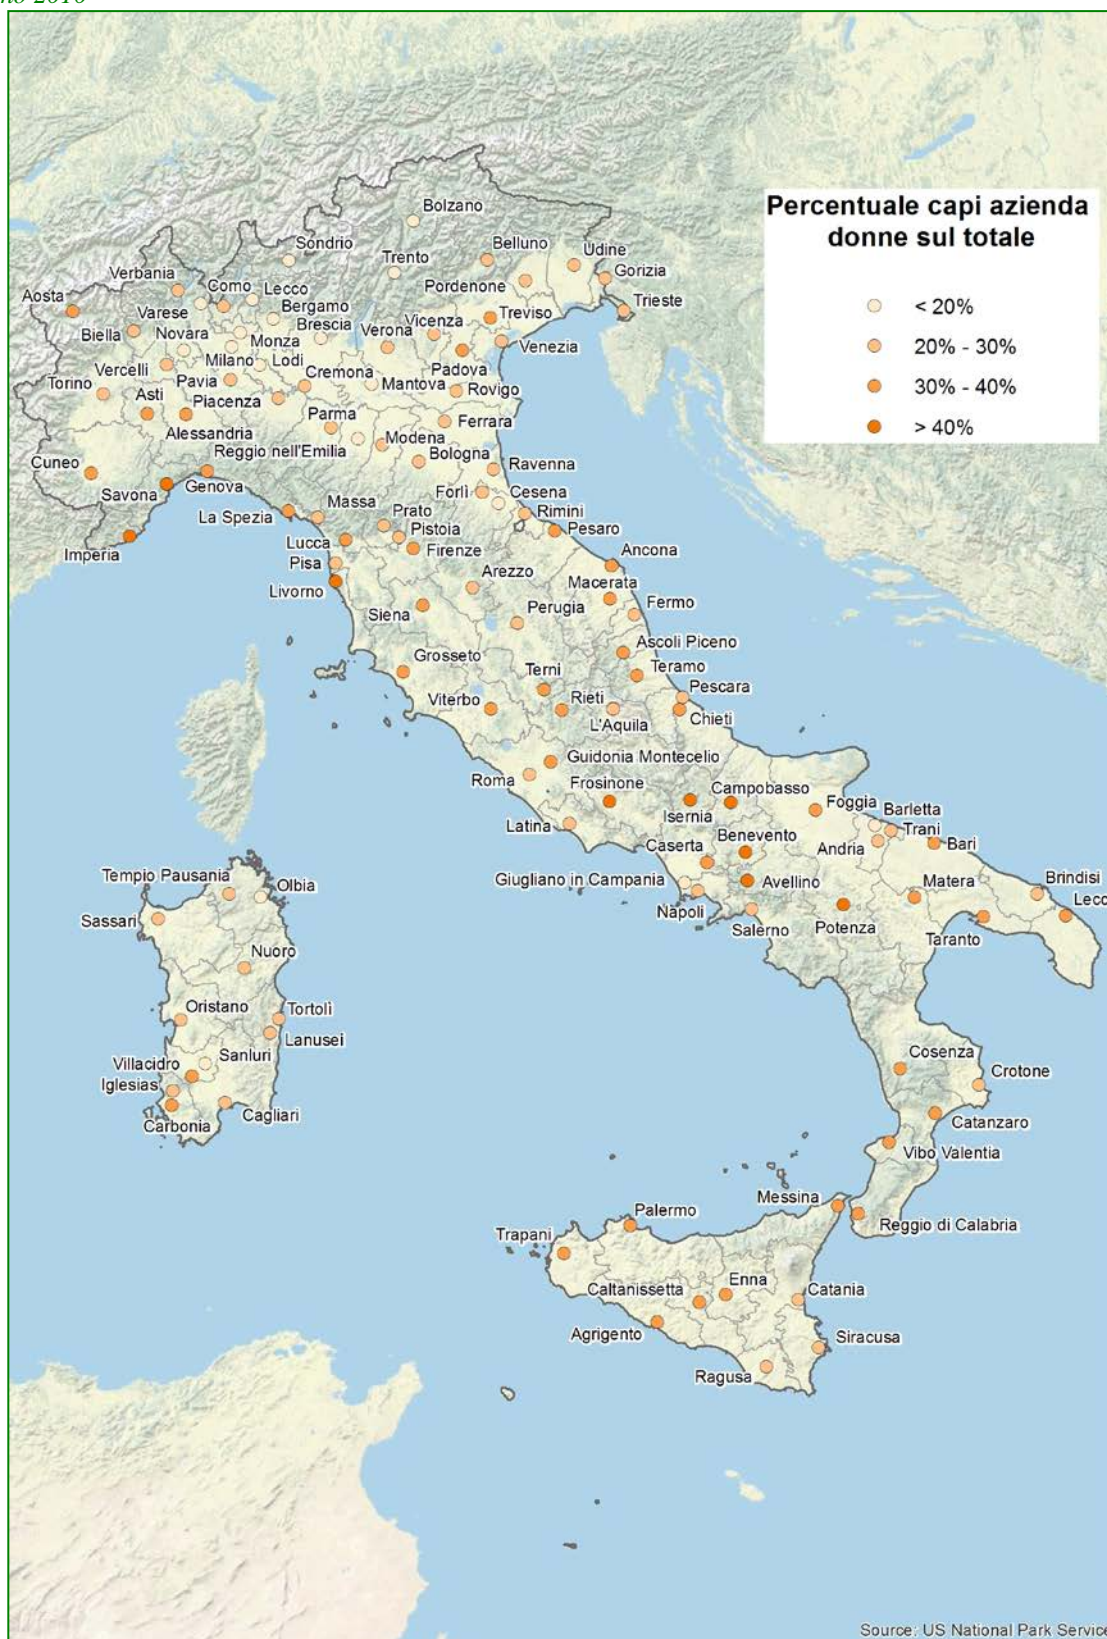 2010
Percentuale capi azienda
donne sul totale
< 20%
20% - 30%
30% - 40%
> 40%
Bolzano
Sondrio
Belluno
Udine
Verbania
Trento
Gorizia
Aosta
Como
Lecco
Pordenone
Varese
Bergamo
Treviso
Trieste
Biella
Novara
Brescia
Verona
Vicenza
Monza
Venezia
Vercelli
Milano
Lodi
Padova
Torino
Pavia
Cremona
Mantova
Rovigo
Asti
Piacenza
Parma
Ferrara
Alessandria
Modena
Reggio nell'Emilia
Bologna
Cuneo
Ravenna
Savona
Genova
Forlì
Cesena
La Spezia
Massa
Prato
Rimini
Pistoia
Pesaro
Imperia
Lucca
Firenze
Ancona
Pisa
Arezzo
Macerata
Livorno
Fermo
Siena
Perugia
Ascoli Piceno
Grosseto
Terni
Teramo
Pescara
Viterbo
Rieti
L'Aquila
Chieti
Guidonia Montecelio
Roma
Frosinone
Campobasso
Foggia
Barletta
Isernia
Latina
Benevento
Trani
Caserta
Andria
Bari
Tempio Pausania
Olbia
Giugliano in Campania
Avellino
Matera
Brindisi
Sassari
Napoli
Salerno
Potenza
Lecc
Taranto
Nuoro
Oristano
Tortolì
Lanusei
Villacidro
Sanluri
Cosenza
Iglesias
Crotone
Carbonia
Cagliari
Catanzaro
Vibo Valentia
Messina
Palermo
Reggio di Calabria
Trapani
Caltanissetta
Enna
Catania
Agrigento
Siracusa
Ragusa
Source: US National Park Service